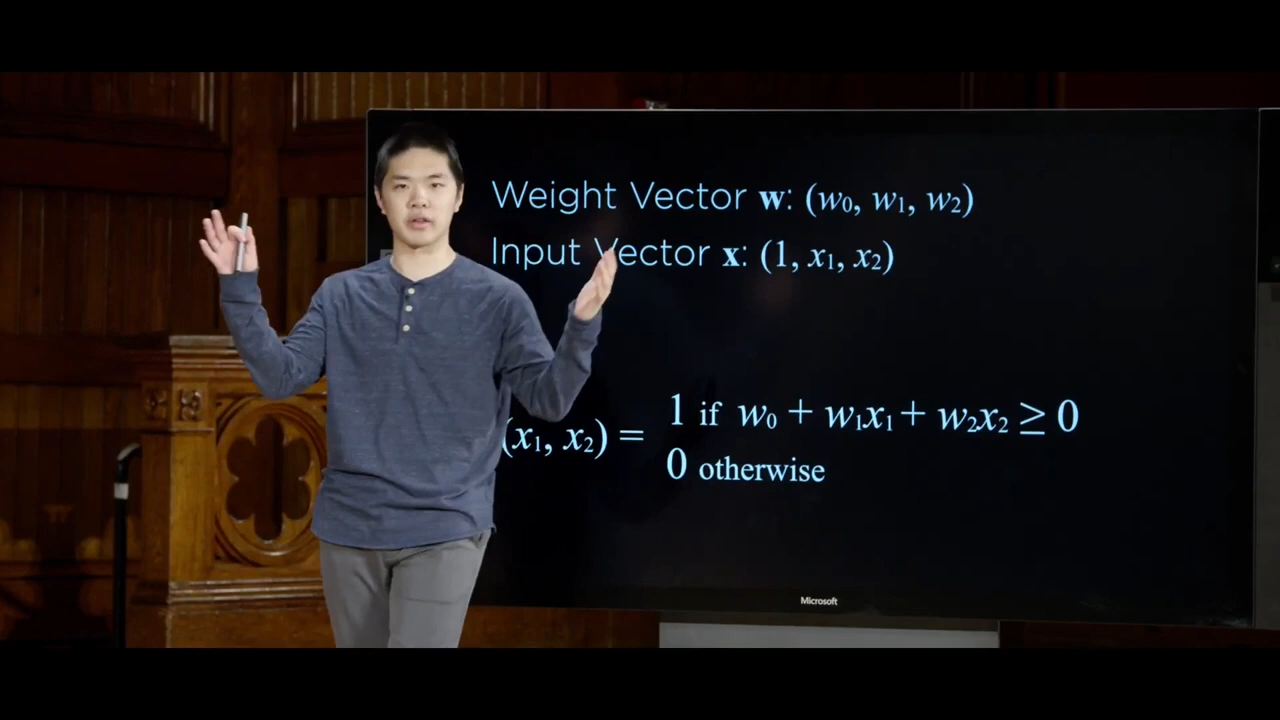 Weight Vector w: (w₀, w₁, w₂)
Input Vector x: (1, x₁, x₂)
(x₁, x₂) =
1 if w₀ + w₁x₁ + w₂x₂ ≥ 0
0 otherwise
Microsoft